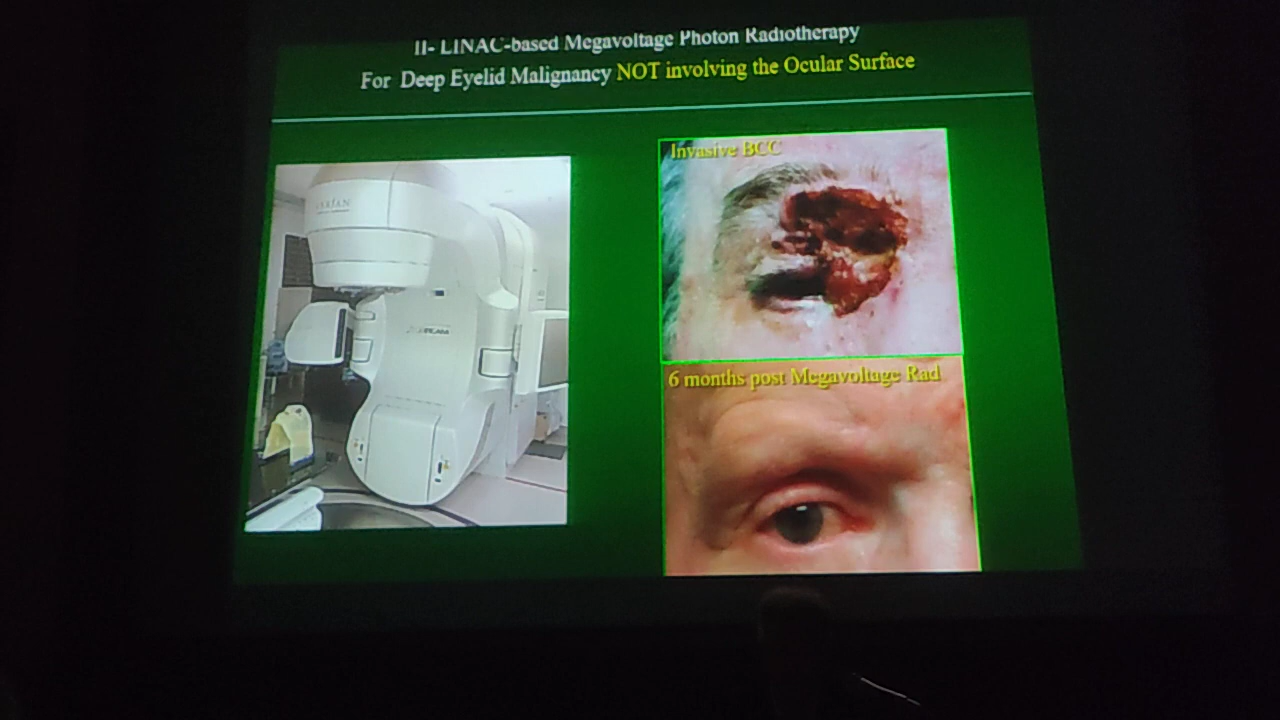 II- LINAC-based Megavoltage Photon Radiotherapy
For Deep Eyelid Malignancy NOT involving the Ocular Surface
Invasive BCC
VARIAN
6 months post Megavoltage Rad